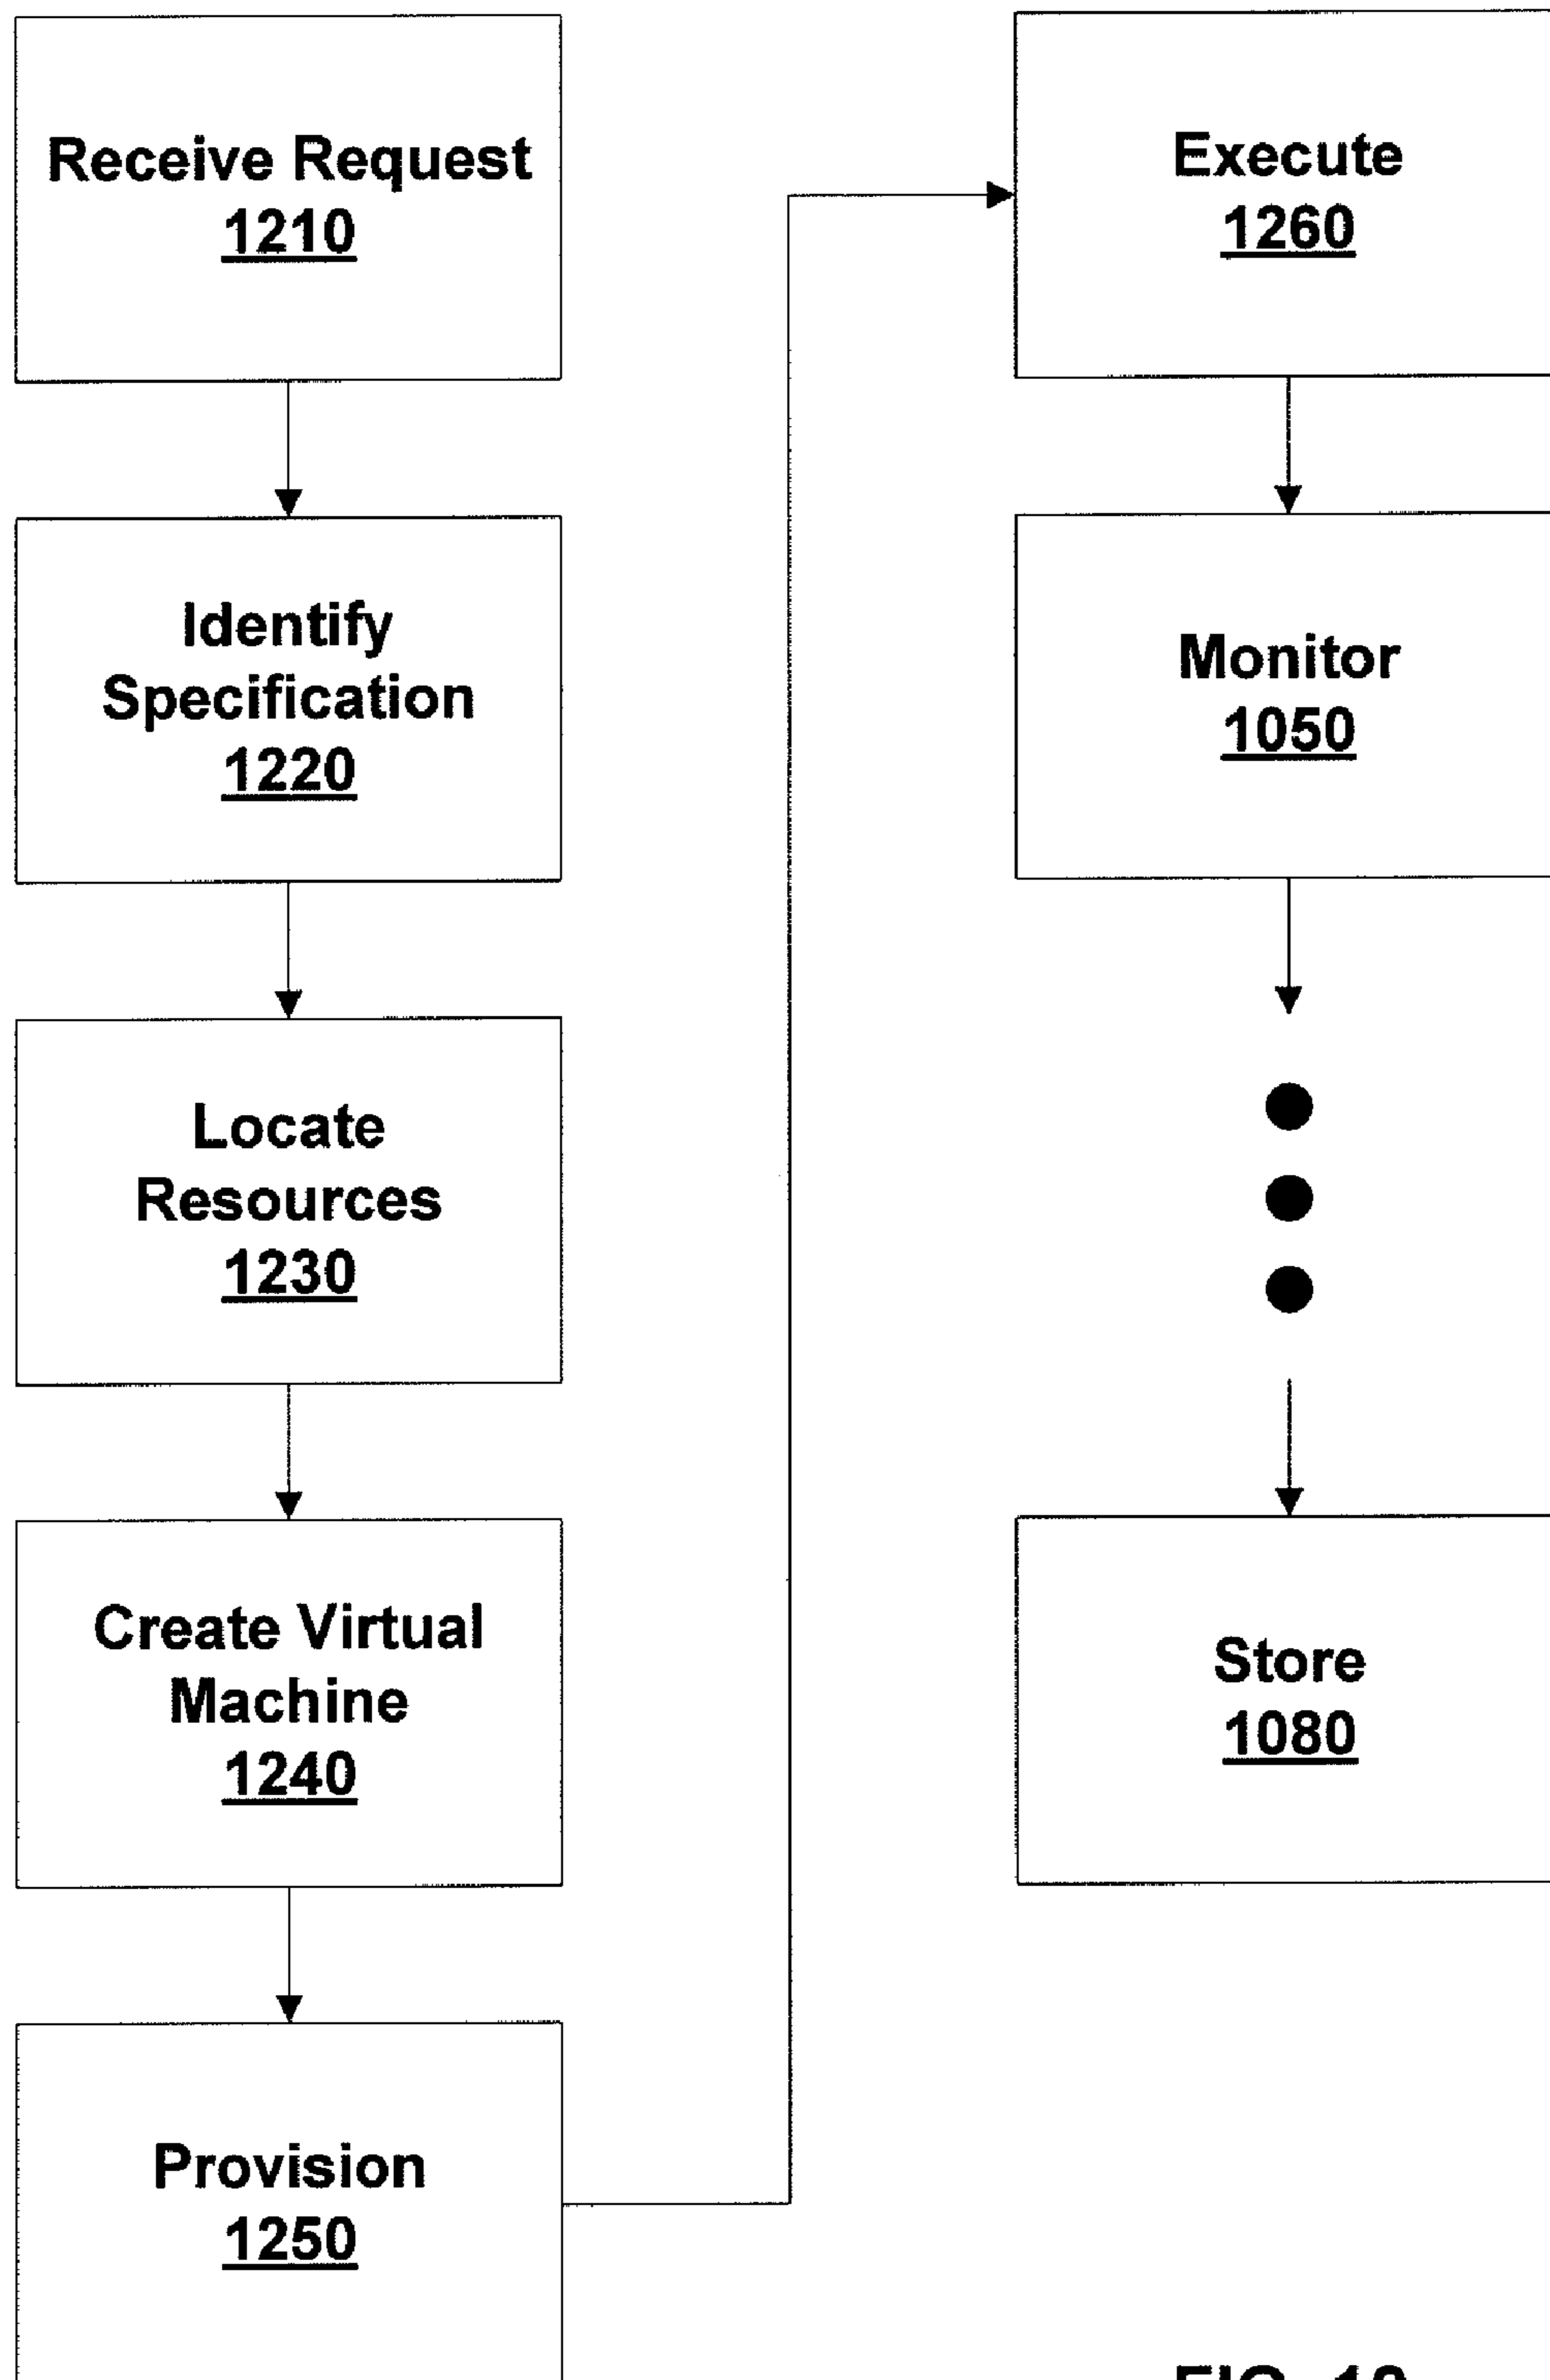 Receive Request
1210
Identify
Specification
1220
Locate
Resources
1230
Create Virtual
Machine
1240
Provision
1250
Execute
1260
Monitor
1050
Store
1080